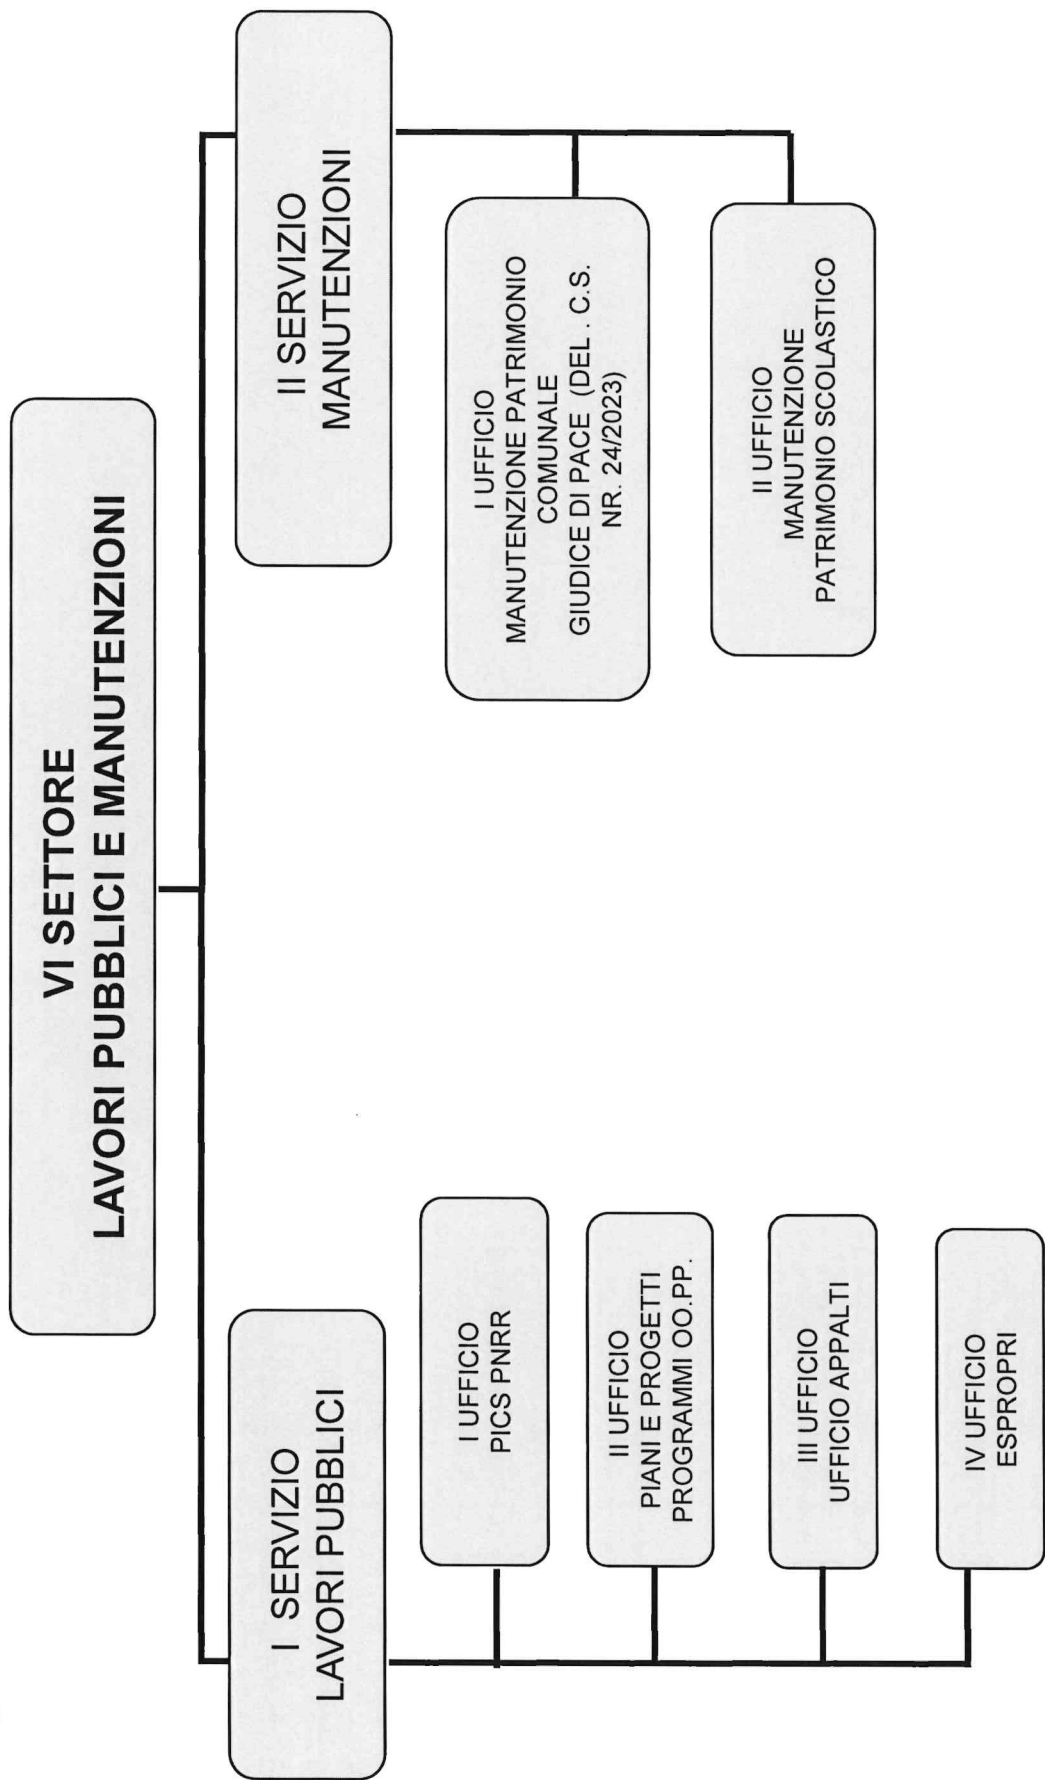 VI SETTORE
LAVORI PUBBLICI E MANUTENZIONI
I SERVIZIO
LAVORI PUBBLICI
I UFFICIO
PICS PNRR
II UFFICIO
PIANI E PROGETTI
PROGRAMMI OO.PP.
III UFFICIO
UFFICIO APPALTI
IV UFFICIO
ESPROPRI
II SERVIZIO
MANUTENZIONI
I UFFICIO
MANUTENZIONE PATRIMONIO
COMUNALE
GIUDICE DI PACE (DEL . C.S.
NR. 24/2023)
II UFFICIO
MANUTENZIONE
PATRIMONIO SCOLASTICO